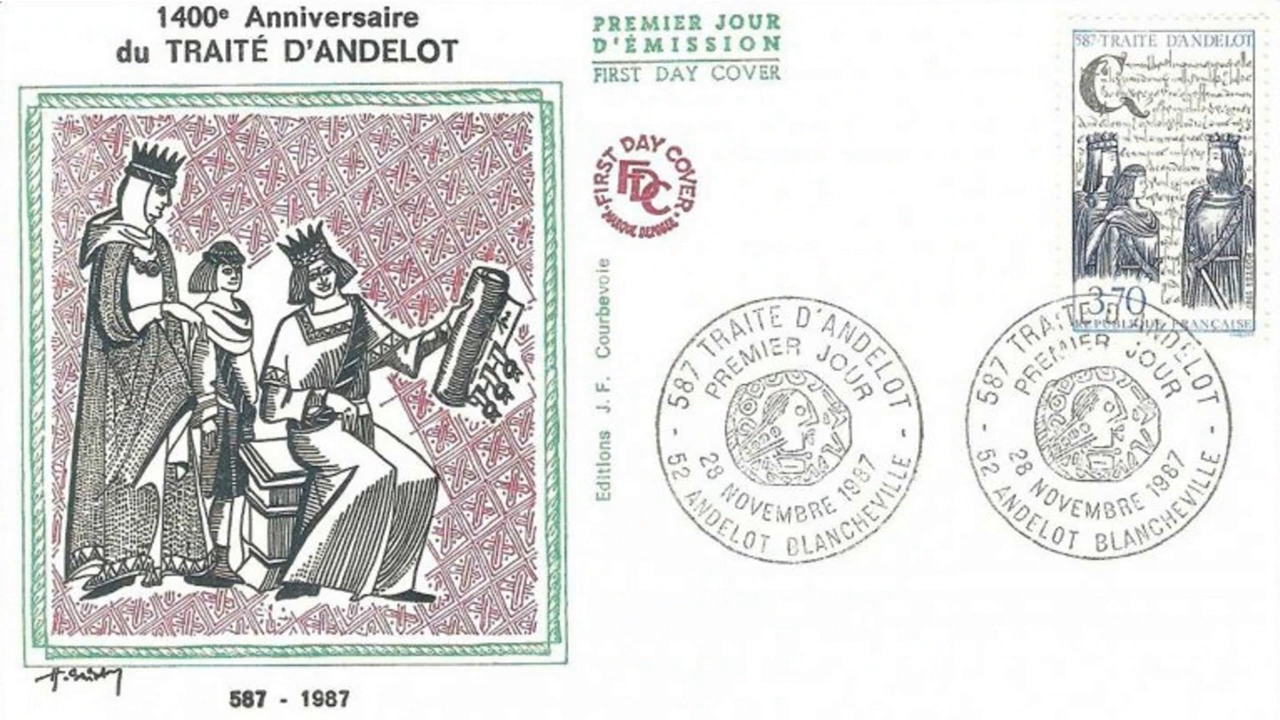 1400e Anniversaire
du TRAITÉ D'ANDELOT
587 - 1987
PREMIER JOUR
D'ÉMISSION
FIRST DAY COVER
FIRST DAY COVER
FDC
Editions J. F. Courbevoie
587 · TRAITÉ D'ANDELOT
3,70
RÉPUBLIQUE FRANÇAISE
- 587 TRAITE D'ANDELOT -
PREMIER JOUR
28 NOVEMBRE 1987
52 ANDELOT BLANCHEVILLE
- 587 TRAITE D'ANDELOT -
PREMIER JOUR
28 NOVEMBRE 1987
52 ANDELOT BLANCHEVILLE